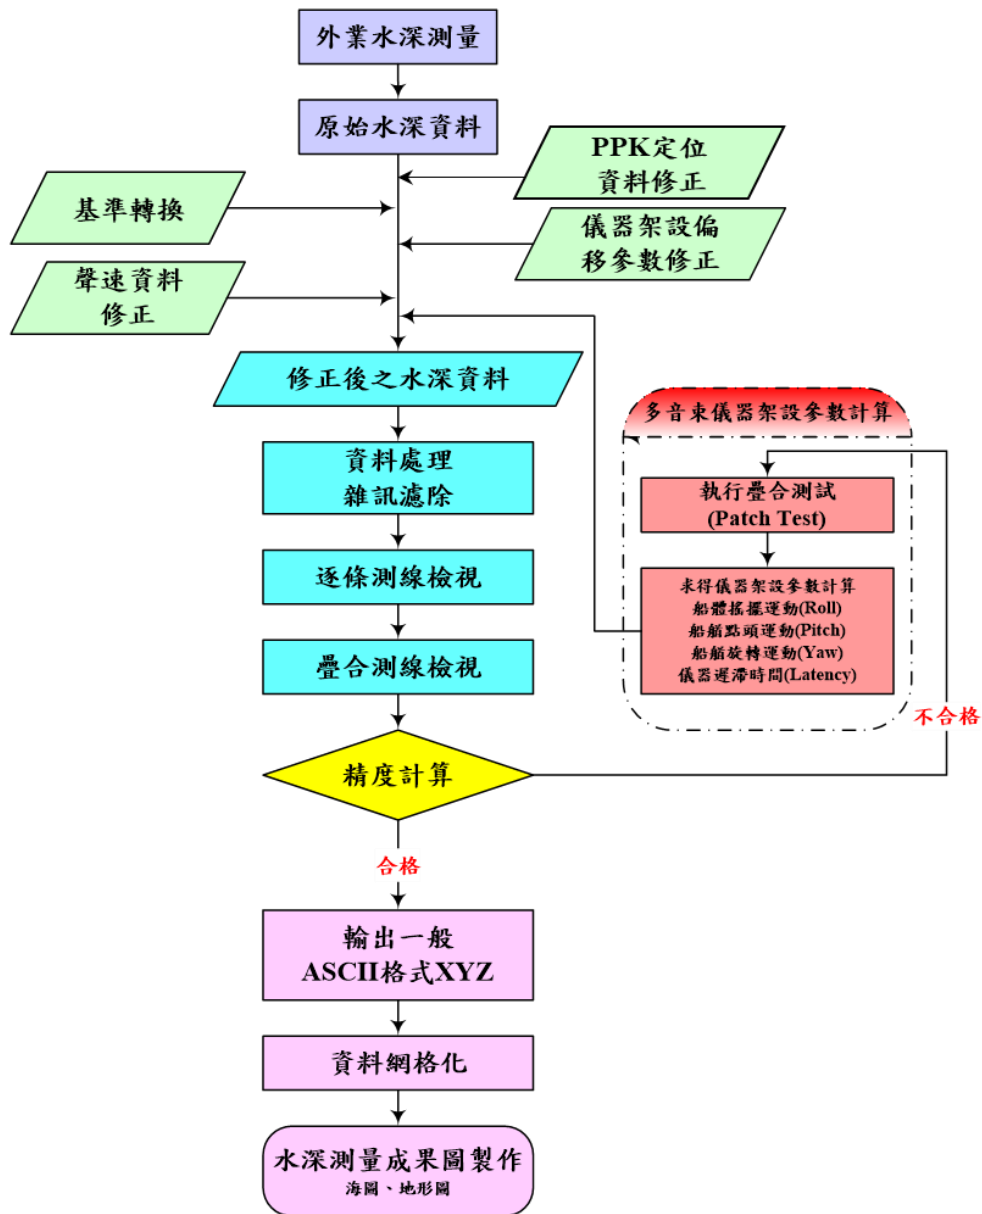 外業水深測量
原始水深資料
PPK定位
資料修正
基準轉換
儀器架設偏
移參數修正
聲速資料
修正
修正後之水深資料
多音束儀器架設參數計算
資料處理
雜訊濾除
執行疊合測試
(Patch Test)
逐條測線檢視
求得儀器架設參數計算
船體搖擺運動(Roll)
船艏點頭運動(Pitch)
船艏旋轉運動(Yaw)
儀器遲滯時間(Latency)
疊合測線檢視
不合格
精度計算
合格
輸出一般
ASCII格式XYZ
資料網格化
水深測量成果圖製作
海圖、地形圖